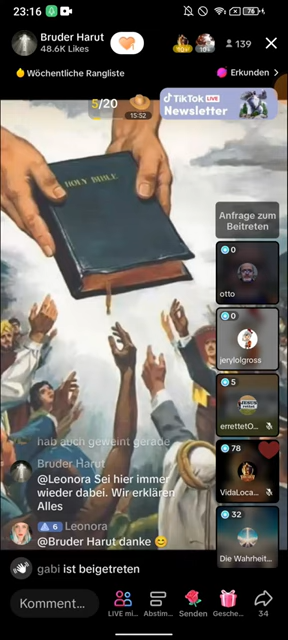 23:16
76
Bruder Harut
48.6K Likes
139
Wöchentliche Rangliste
Erkunden
5/20
15:52
TikTok LIVE
Newsletter
HOLY BIBLE
Anfrage zum
Beitreten
0
otto
0
jerylolgross
5
erretteto...
78
VidaLoca...
32
Die Wahrheit...
hab auch geweint gerade
Bruder Harut
@Leonora Sei hier immer
wieder dabei. Wir erklären
Alles
6 Leonora
@Bruder Harut danke 😊
gabi ist beigetreten
Komment...
LIVE mi...
Abstim...
Senden
Gesche...
34